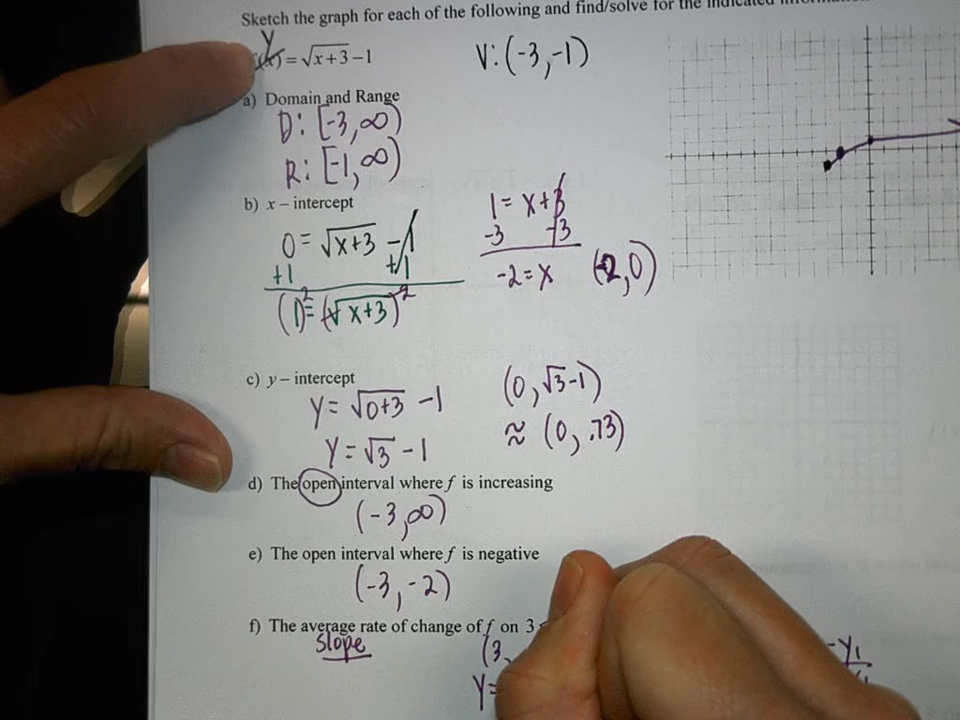 Sketch the graph for each of the following and find/solve for the indicated
y
f(x) = √x+3 − 1
V: (-3, -1)
a) Domain and Range
D: [-3, ∞)
R: [-1, ∞)
b) x – intercept
0 = √x+3 - 1
+1 +1
(1)² = (√x+3)²
1 = x+3
-3 -3
-2 = x (-2, 0)
c) y – intercept
y = √0+3 - 1
y = √3 - 1
(0, √3-1)
≈ (0, .73)
d) The open interval where f is increasing
(-3, ∞)
e) The open interval where f is negative
(-3, -2)
f) The average rate of change of f on 3
Slope
(3,
y=
- y₁